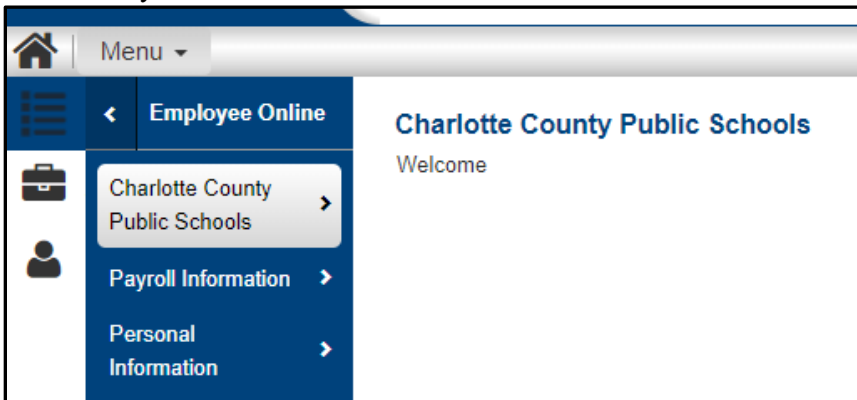 Menu
Employee Online
Charlotte County
Public Schools
Payroll Information
Personal
Information
Charlotte County Public Schools
Welcome